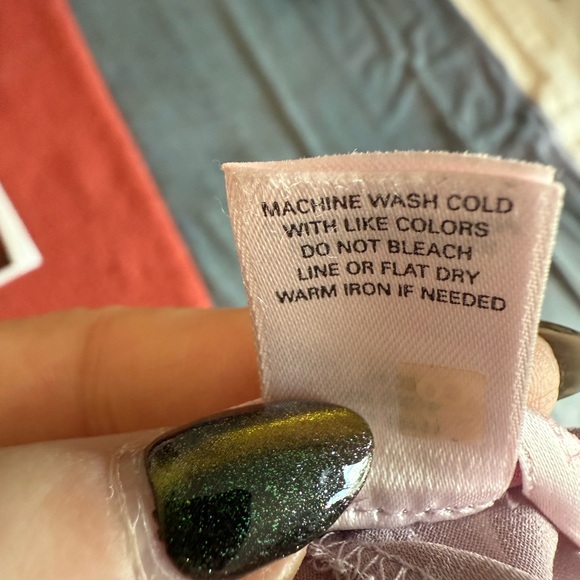 MACHINE WASH COLD
WITH LIKE COLORS
DO NOT BLEACH
LINE OR FLAT DRY
WARM IRON IF NEEDED